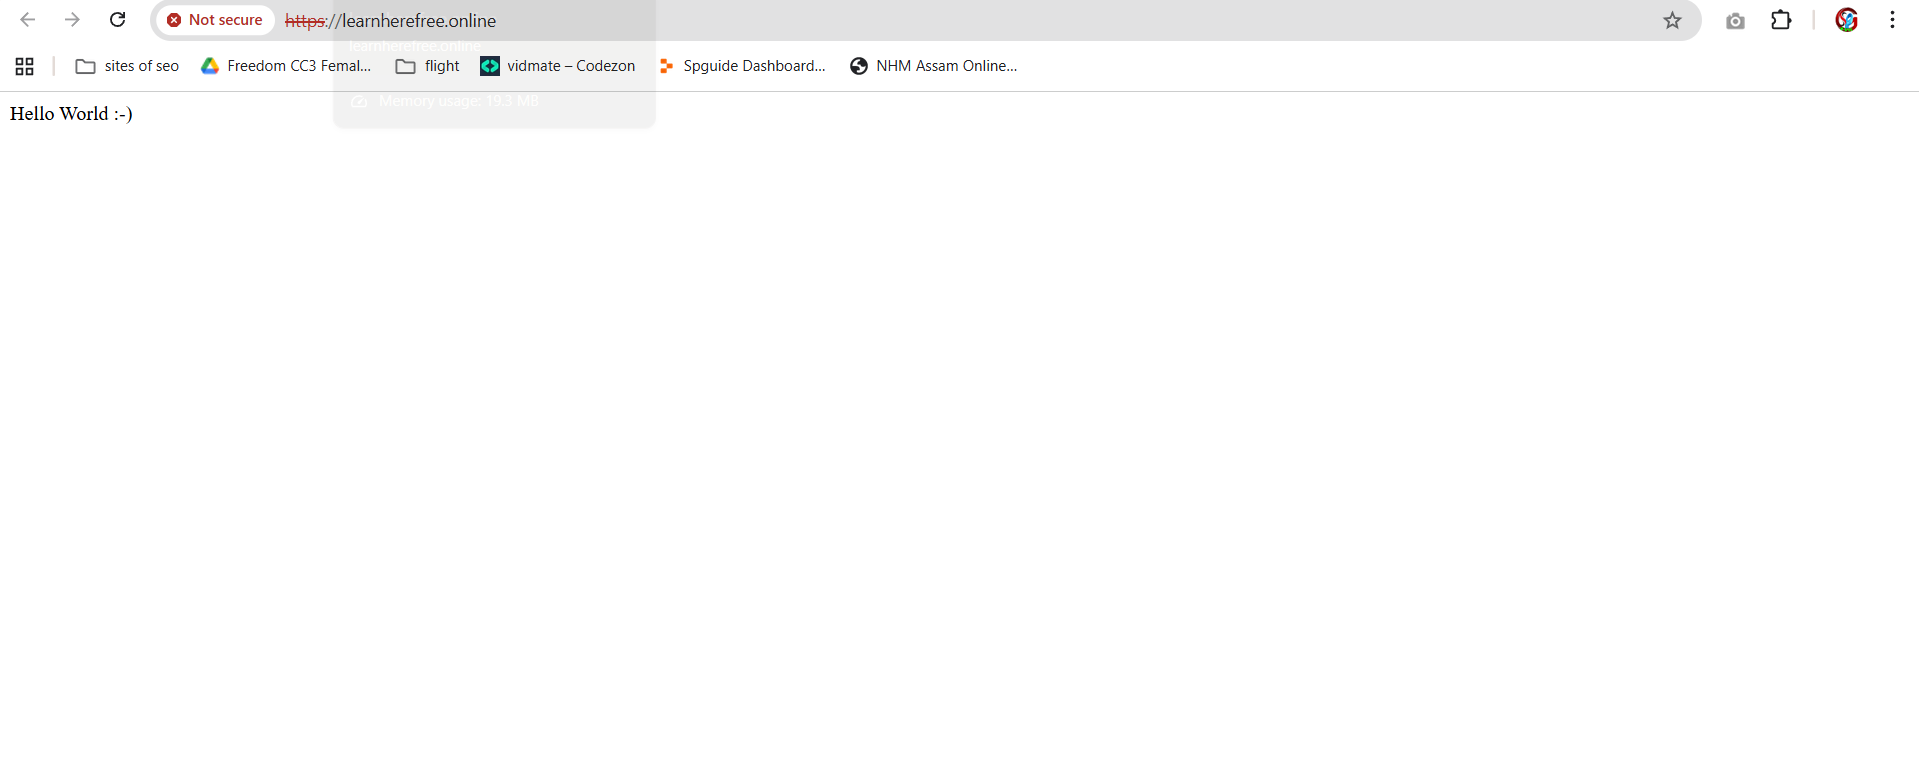 Not secure https://learnherefree.online
learnherefree.online
sites of seo Freedom CC3 Femal... flight vidmate – Codezon Spguide Dashboard... NHM Assam Online...
Memory usage: 19.3 MB
Hello World :-)